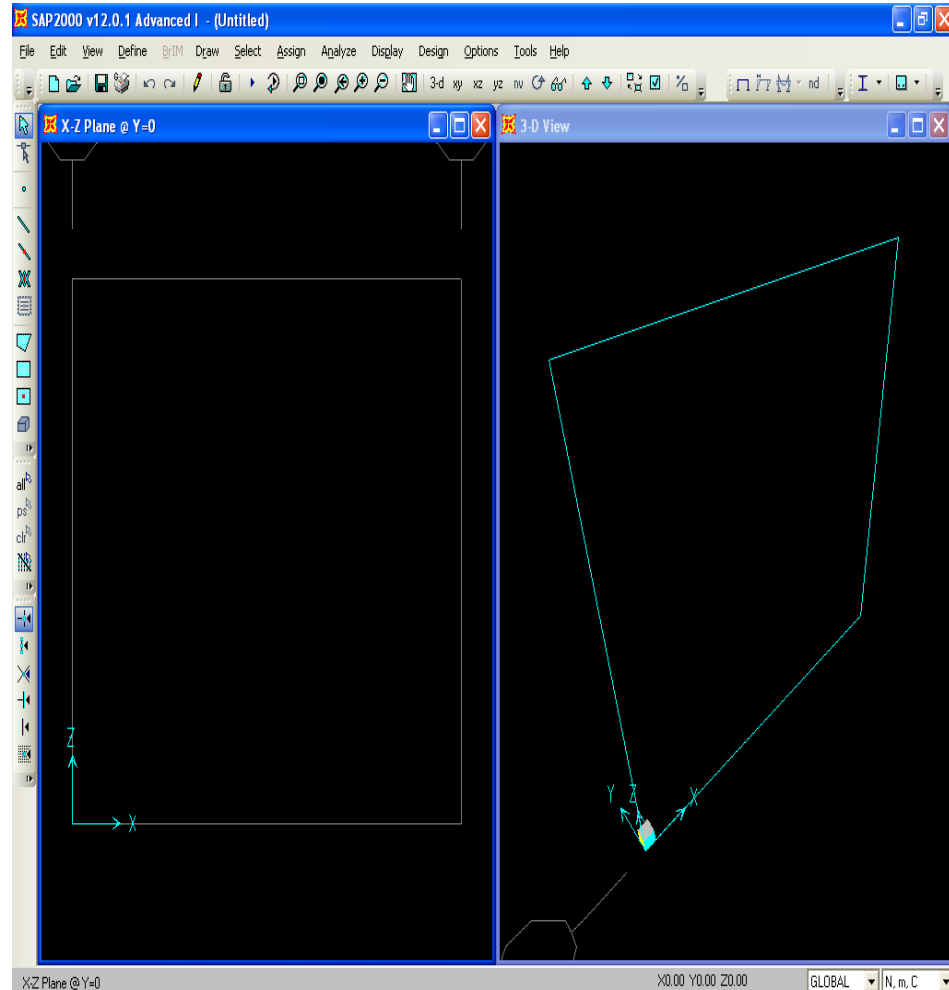 SAP2000 v12.0.1 Advanced I - (Untitled)
File Edit View Define BrIM Draw Select Assign Analyze Display Design Options Tools Help
3-d xy xz yz nv nd
X-Z Plane @ Y=0
3-D View
all
ps
clr
Z
X
Y Z X
X-Z Plane @ Y=0 X0.00 Y0.00 Z0.00 GLOBAL N, m, C